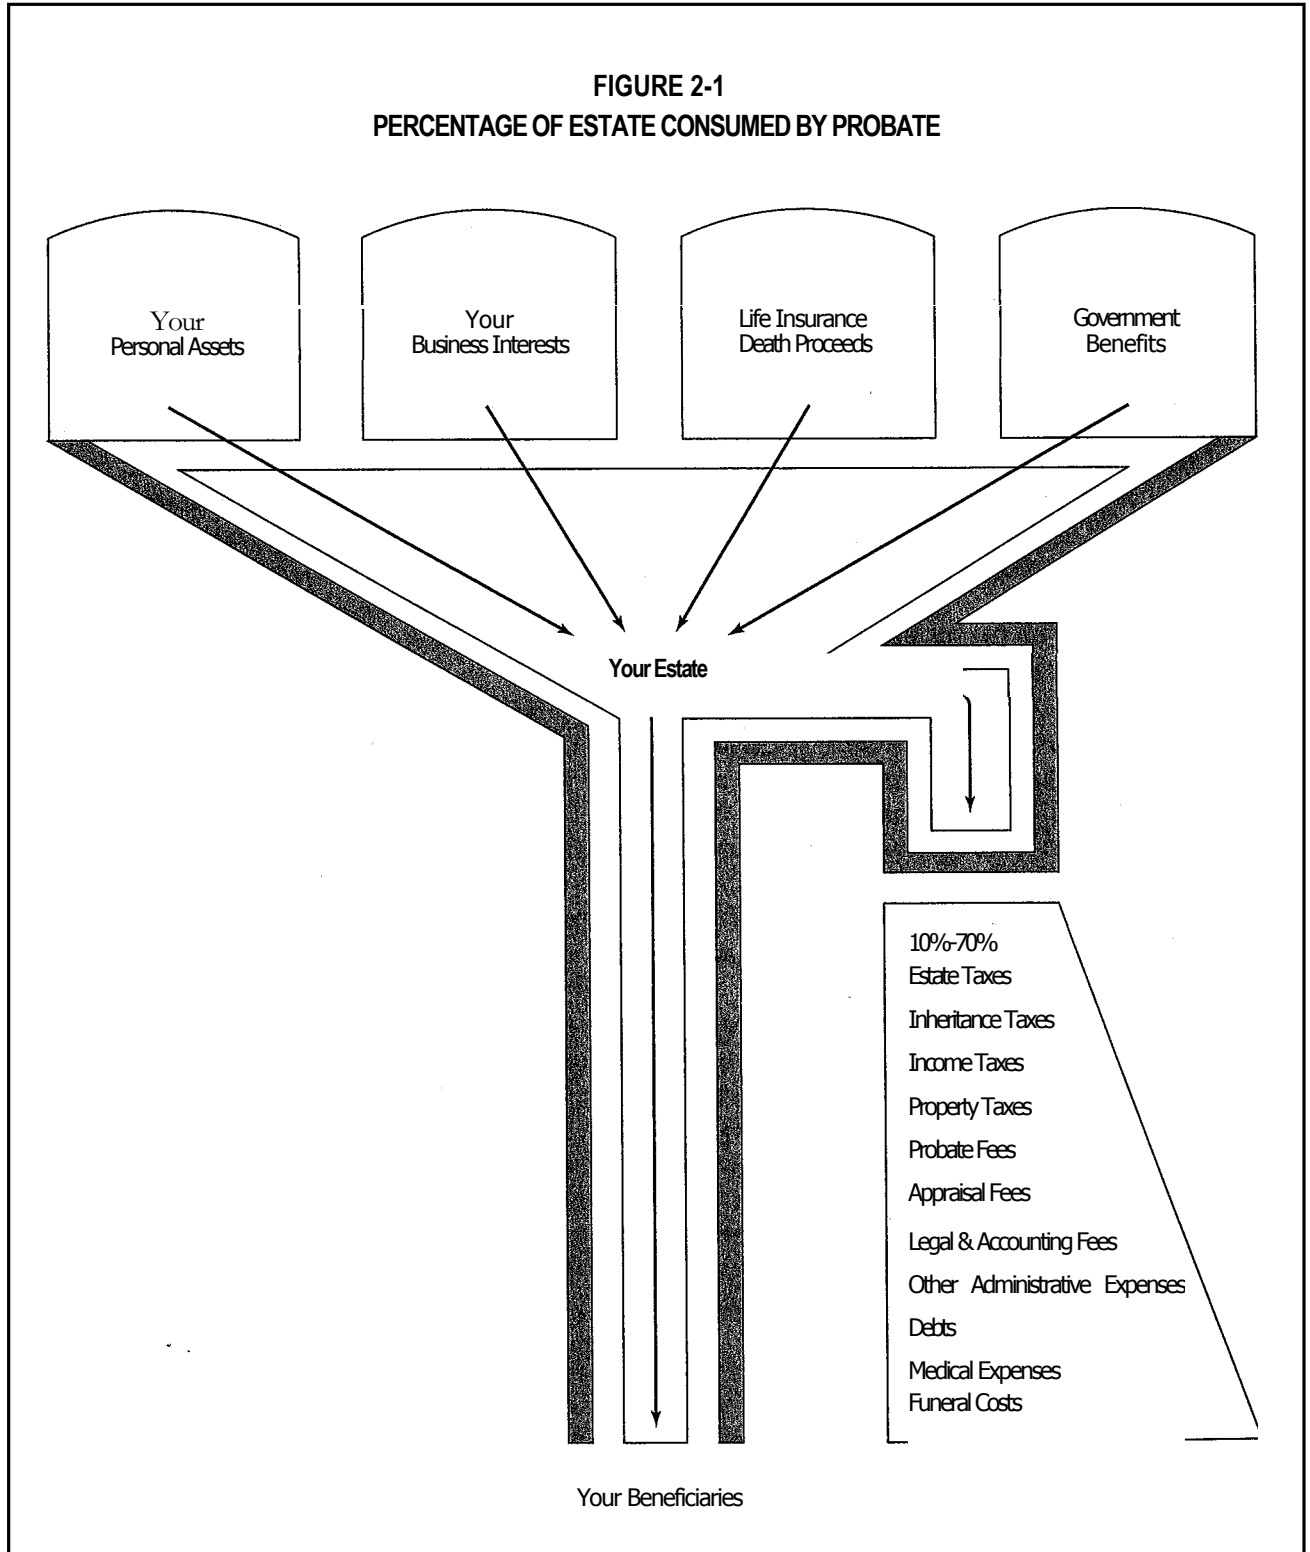 FIGURE 2-1
PERCENTAGE OF ESTATE CONSUMED BY PROBATE
Your
Personal Assets
Your
Business Interests
Life Insurance
Death Proceeds
Government
Benefits
Your Estate
10%-70%
Estate Taxes
Inheritance Taxes
Income Taxes
Property Taxes
Probate Fees
Appraisal Fees
Legal & Accounting Fees
Other Administrative Expenses
Debts
Medical Expenses
Funeral Costs
Your Beneficiaries